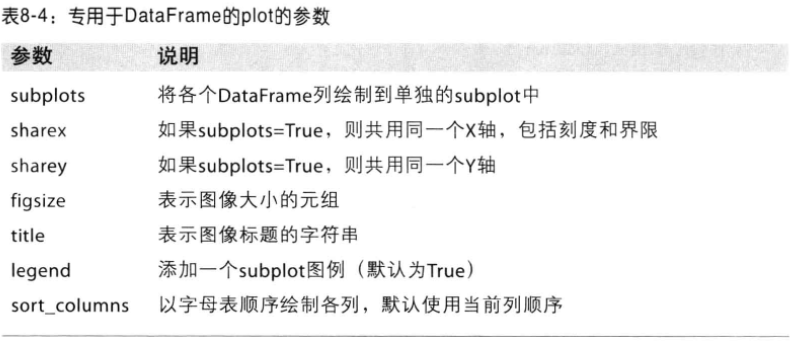 表8-4：专用于DataFrame的plot的参数
参数 说明
subplots 将各个DataFrame列绘制到单独的subplot中
sharex 如果subplots=True，则共用同一个X轴，包括刻度和界限
sharey 如果subplots=True，则共用同一个Y轴
figsize 表示图像大小的元组
title 表示图像标题的字符串
legend 添加一个subplot图例（默认为True）
sort_columns 以字母表顺序绘制各列，默认使用当前列顺序